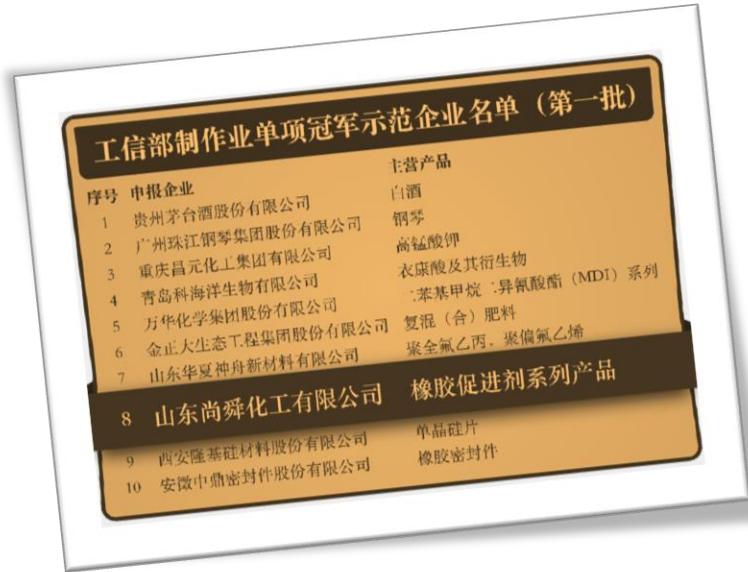 工信部制作业单项冠军示范企业名单（第一批）
序号 申报企业 主营产品
1 贵州茅台酒股份有限公司 白酒
2 广州珠江钢琴集团股份有限公司 钢琴
3 重庆昌元化工集团有限公司 高锰酸钾
4 青岛科海洋生物有限公司 衣康酸及其衍生物
5 万华化学集团股份有限公司 二苯基甲烷二异氰酸酯（MDI）系列
6 金正大生态工程集团股份有限公司 复混（合）肥料
7 山东华夏神舟新材料有限公司 聚全氟乙丙、聚偏氟乙烯
8 山东尚舜化工有限公司 橡胶促进剂系列产品
9 西安隆基硅材料股份有限公司 单晶硅片
10 安徽中鼎密封件股份有限公司 橡胶密封件